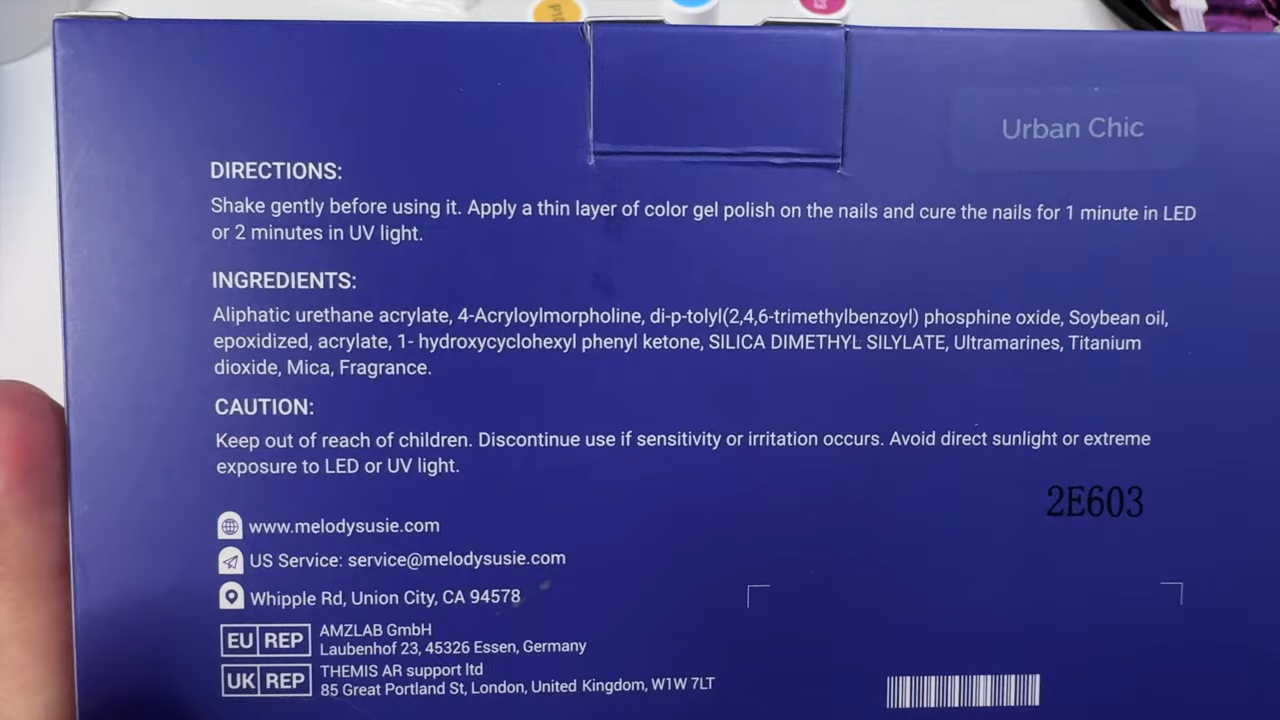 Urban Chic
DIRECTIONS:
Shake gently before using it. Apply a thin layer of color gel polish on the nails and cure the nails for 1 minute in LED
or 2 minutes in UV light.
INGREDIENTS:
Aliphatic urethane acrylate, 4-Acryloylmorpholine, di-p-tolyl(2,4,6-trimethylbenzoyl) phosphine oxide, Soybean oil,
epoxidized, acrylate, 1- hydroxycyclohexyl phenyl ketone, SILICA DIMETHYL SILYLATE, Ultramarines, Titanium
dioxide, Mica, Fragrance.
CAUTION:
Keep out of reach of children. Discontinue use if sensitivity or irritation occurs. Avoid direct sunlight or extreme
exposure to LED or UV light.
2E603
www.melodysusie.com
US Service: service@melodysusie.com
Whipple Rd, Union City, CA 94578
EU REP
AMZLAB GmbH
Laubenhof 23, 45326 Essen, Germany
UK REP
THEMIS AR support ltd
85 Great Portland St, London, United Kingdom, W1W 7LT